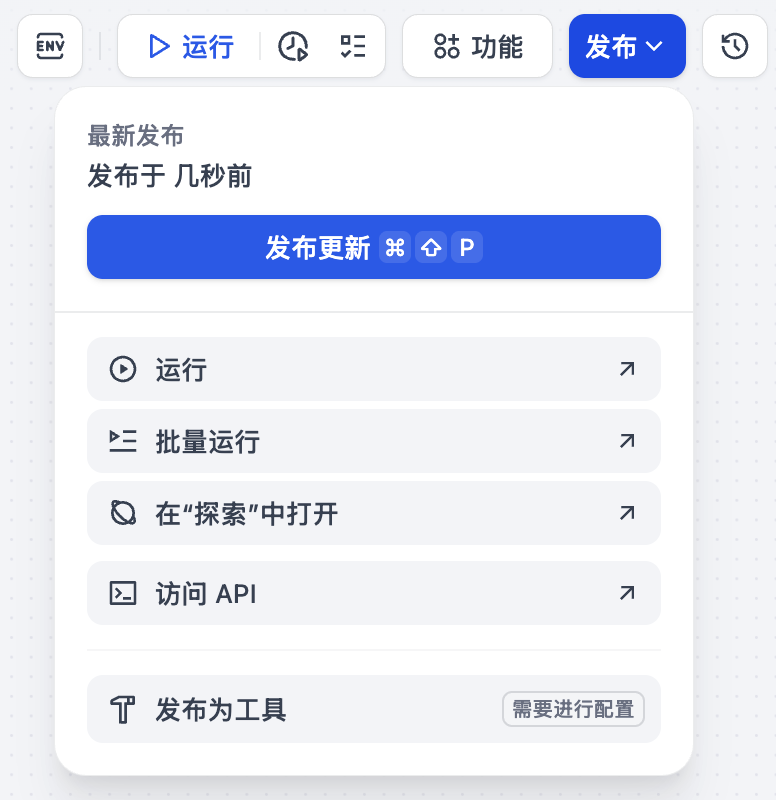 ENV
运行
功能
发布
最新发布
发布于 几秒前
发布更新 ⌘ ⇧ P
运行
批量运行
在“探索”中打开
访问 API
发布为工具
需要进行配置